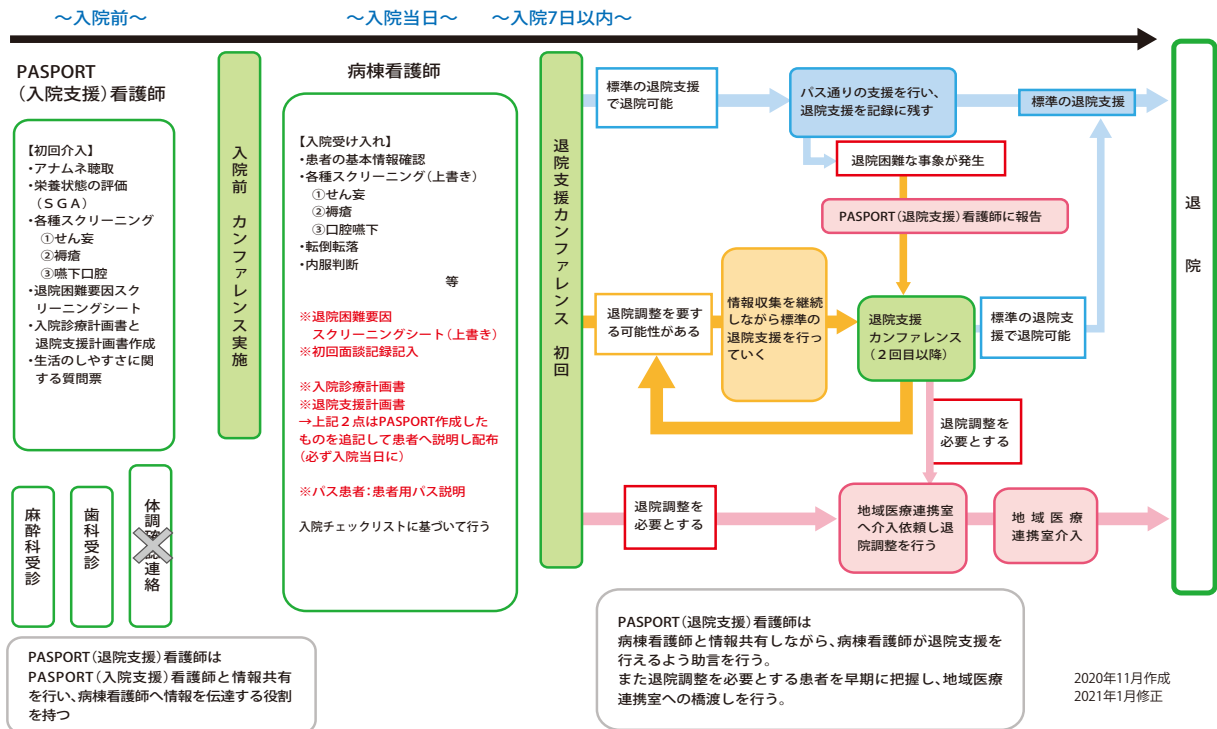 ～入院前～
～入院当日～
～入院7日以内～
PASPORT
（入院支援）看護師
【初回介入】
・アナムネ聴取
・栄養状態の評価
（ＳＧＡ）
・各種スクリーニング
①せん妄
②褥瘡
③嚥下口腔
・退院困難要因スク
リーニングシート
・入院診療計画書と
退院支援計画書作成
・生活のしやすさに関
する質問票
麻酔科受診
歯科受診
体調確認連絡
PASPORT（退院支援）看護師は
PASPORT（入院支援）看護師と情報共有
を行い、病棟看護師へ情報を伝達する役割
を持つ
入院前　カンファレンス実施
病棟看護師
【入院受け入れ】
・患者の基本情報確認
・各種スクリーニング（上書き）
①せん妄
②褥瘡
③口腔嚥下
・転倒転落
・内服判断
等
※退院困難要因
スクリーニングシート（上書き）
※初回面談記録記入
※入院診療計画書
※退院支援計画書
→上記２点はPASPORT作成した
ものを追記して患者へ説明し配布
（必ず入院当日に）
※パス患者：患者用パス説明
入院チェックリストに基づいて行う
退院支援カンファレンス　初回
標準の退院支援
で退院可能
パス通りの支援を行い、
退院支援を記録に残す
標準の退院支援
退院困難な事象が発生
PASPORT（退院支援）看護師に報告
退院調整を要する
可能性がある
情報収集を継続
しながら標準の
退院支援を行っ
ていく
退院支援
カンファレンス
（２回目以降）
標準の退院支
援で退院可能
退院調整を
必要とする
退院調整を
必要とする
地域医療連携室
へ介入依頼し退
院調整を行う
地域医療
連携室介入
退院
PASPORT（退院支援）看護師は
病棟看護師と情報共有しながら、病棟看護師が退院支援を
行えるよう助言を行う。
また退院調整を必要とする患者を早期に把握し、地域医療
連携室への橋渡しを行う。
2020年11月作成
2021年1月修正